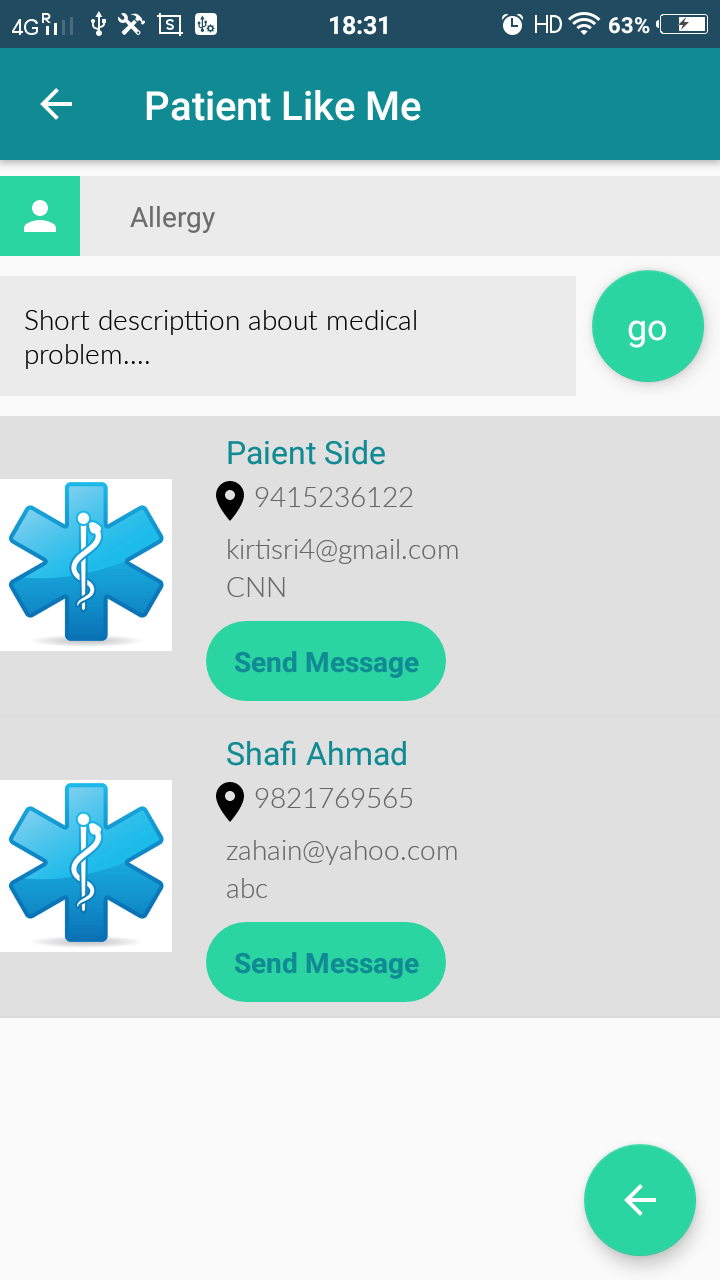 4G R 18:31 HD 63%
Patient Like Me
Allergy
Short descripttion about medical
problem....
go
Paient Side
9415236122
kirtisri4@gmail.com
CNN
Send Message
Shafi Ahmad
9821769565
zahain@yahoo.com
abc
Send Message